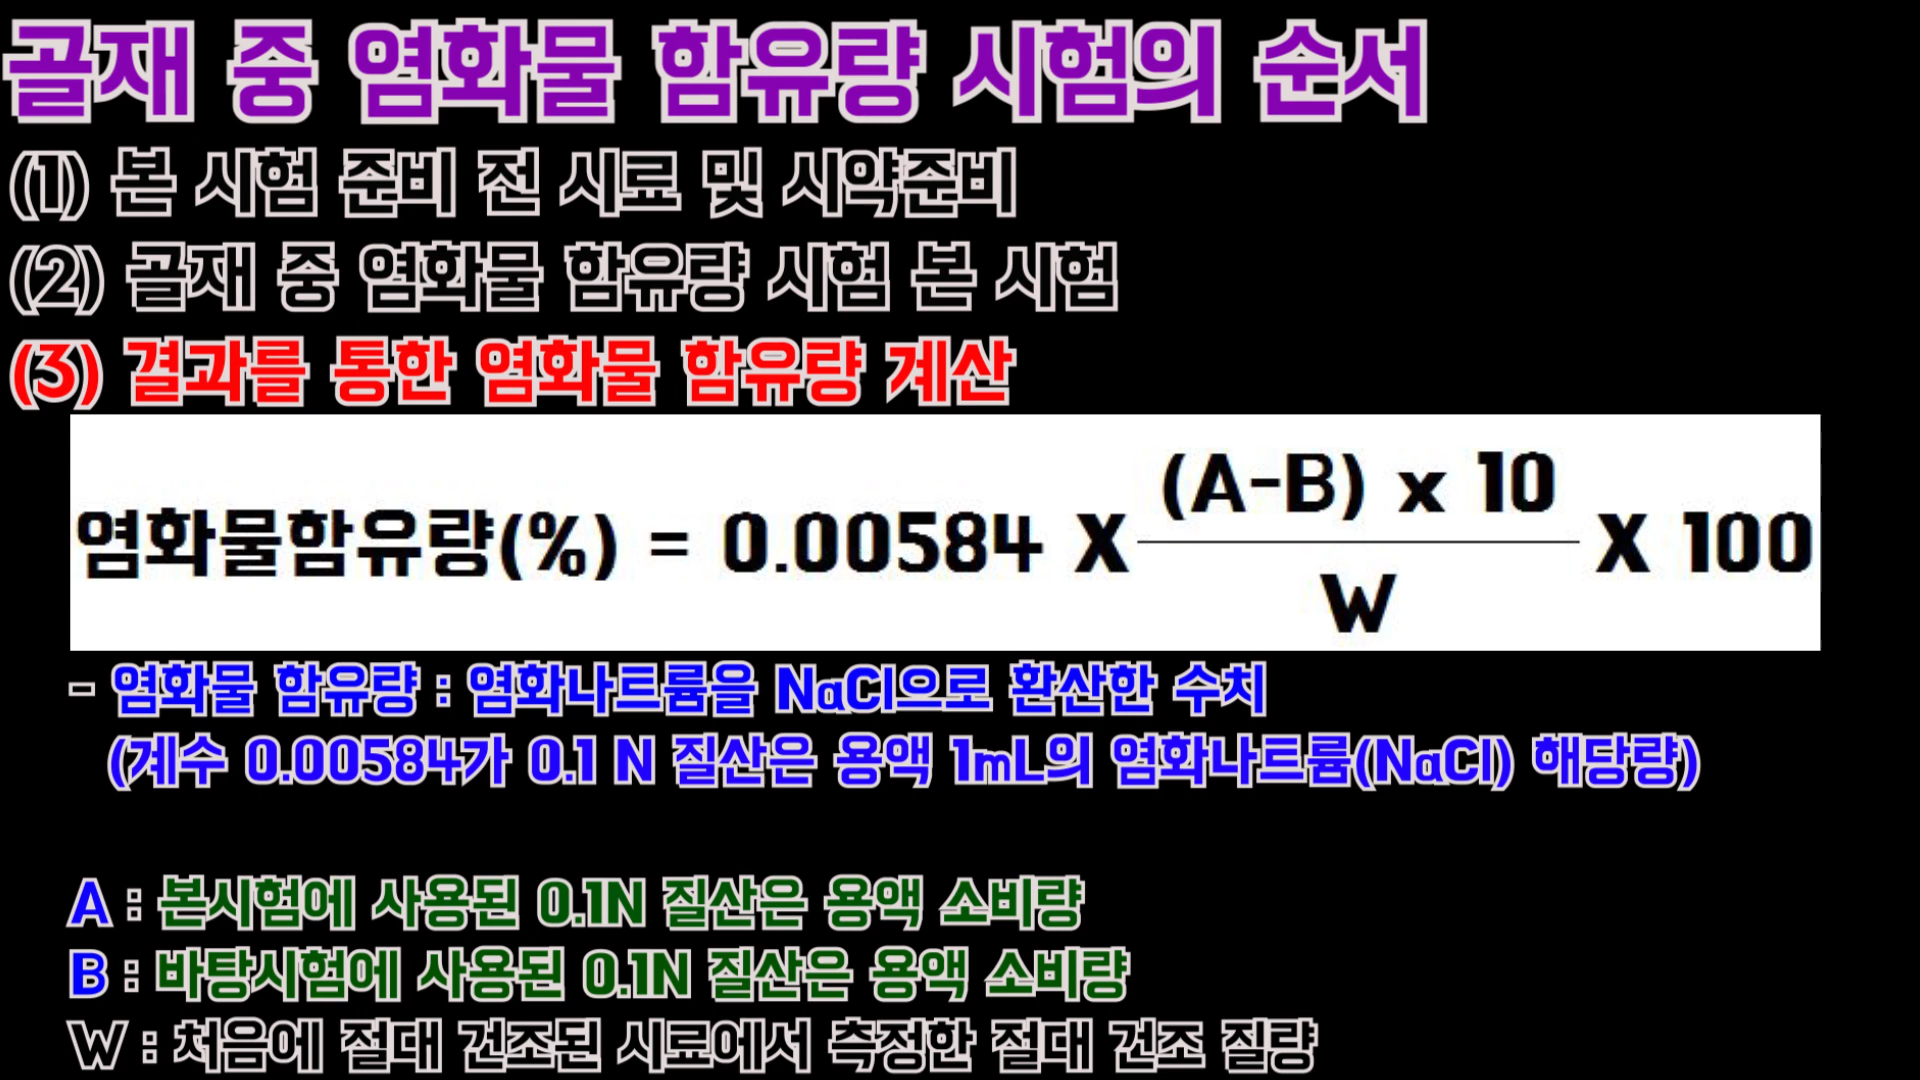 골재 중 염화물 함유량 시험의 순서
(1) 본 시험 준비 전 시료 및 시약준비
(2) 골재 중 염화물 함유량 시험 본 시험
(3) 결과를 통한 염화물 함유량 계산
염화물함유량(%) = 0.00584 X (A-B) x 10 / W X 100
- 염화물 함유량 : 염화나트륨을 NaCl으로 환산한 수치
(계수 0.00584가 0.1 N 질산은 용액 1mL의 염화나트륨(NaCl) 해당량)
A : 본시험에 사용된 0.1N 질산은 용액 소비량
B : 바탕시험에 사용된 0.1N 질산은 용액 소비량
W : 처음에 절대 건조된 시료에서 측정한 절대 건조 질량